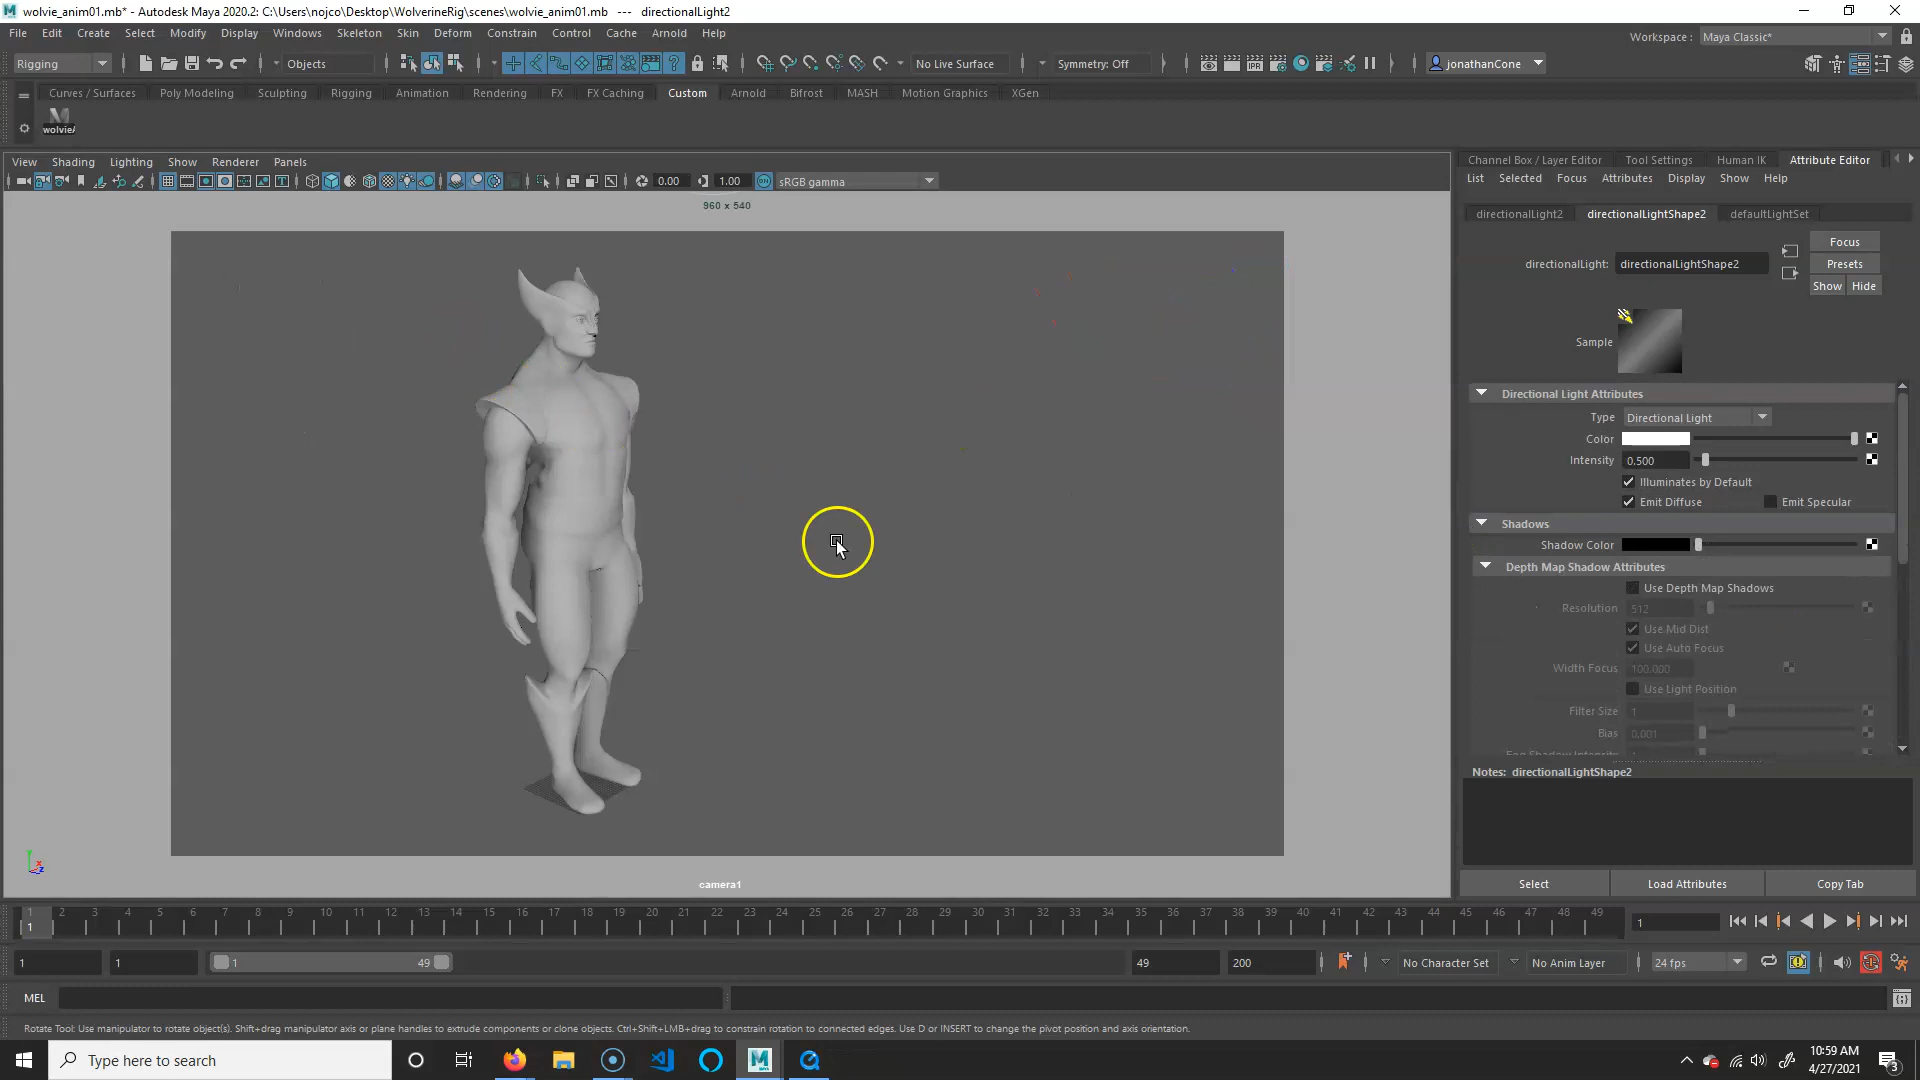 wolvie_anim01.mb* - Autodesk Maya 2020.2: C:\Users\nojco\Desktop\WolverineRig\scenes\wolvie_anim01.mb --- directionalLight2
File Edit Create Select Modify Display Windows Skeleton Skin Deform Constrain Control Cache Arnold Help
Workspace : Maya Classic*
Rigging Objects No Live Surface Symmetry: Off jonathanCone
Curves / Surfaces Poly Modeling Sculpting Rigging Animation Rendering FX FX Caching Custom Arnold Bifrost MASH Motion Graphics XGen
wolvieA
View Shading Lighting Show Renderer Panels
0.00 1.00 sRGB gamma
960 x 540
camera1
Channel Box / Layer Editor Tool Settings Human IK Attribute Editor
List Selected Focus Attributes Display Show Help
directionalLight2 directionalLightShape2 defaultLightSet
Focus
directionalLight: directionalLightShape2 Presets
Show Hide
Sample
Directional Light Attributes
Type Directional Light
Color
Intensity 0.500
Illuminates by Default
Emit Diffuse Emit Specular
Shadows
Shadow Color
Depth Map Shadow Attributes
Use Depth Map Shadows
Resolution 512
Use Mid Dist
Use Auto Focus
Width Focus 100.000
Use Light Position
Filter Size 1
Bias 0.001
Fog Shadow Intensity
Notes: directionalLightShape2
Select Load Attributes Copy Tab
1 2 3 4 5 6 7 8 9 10 11 12 13 14 15 16 17 18 19 20 21 22 23 24 25 26 27 28 29 30 31 32 33 34 35 36 37 38 39 40 41 42 43 44 45 46 47 48 49
1 1
1 1 1 49 49 200 No Character Set No Anim Layer 24 fps
MEL
Rotate Tool: Use manipulator to rotate object(s). Shift+drag manipulator axis or plane handles to extrude components or clone objects. Ctrl+Shift+LMB+drag to constrain rotation to connected edges. Use D or INSERT to change the pivot position and axis orientation.
Type here to search
10:59 AM
4/27/2021
3